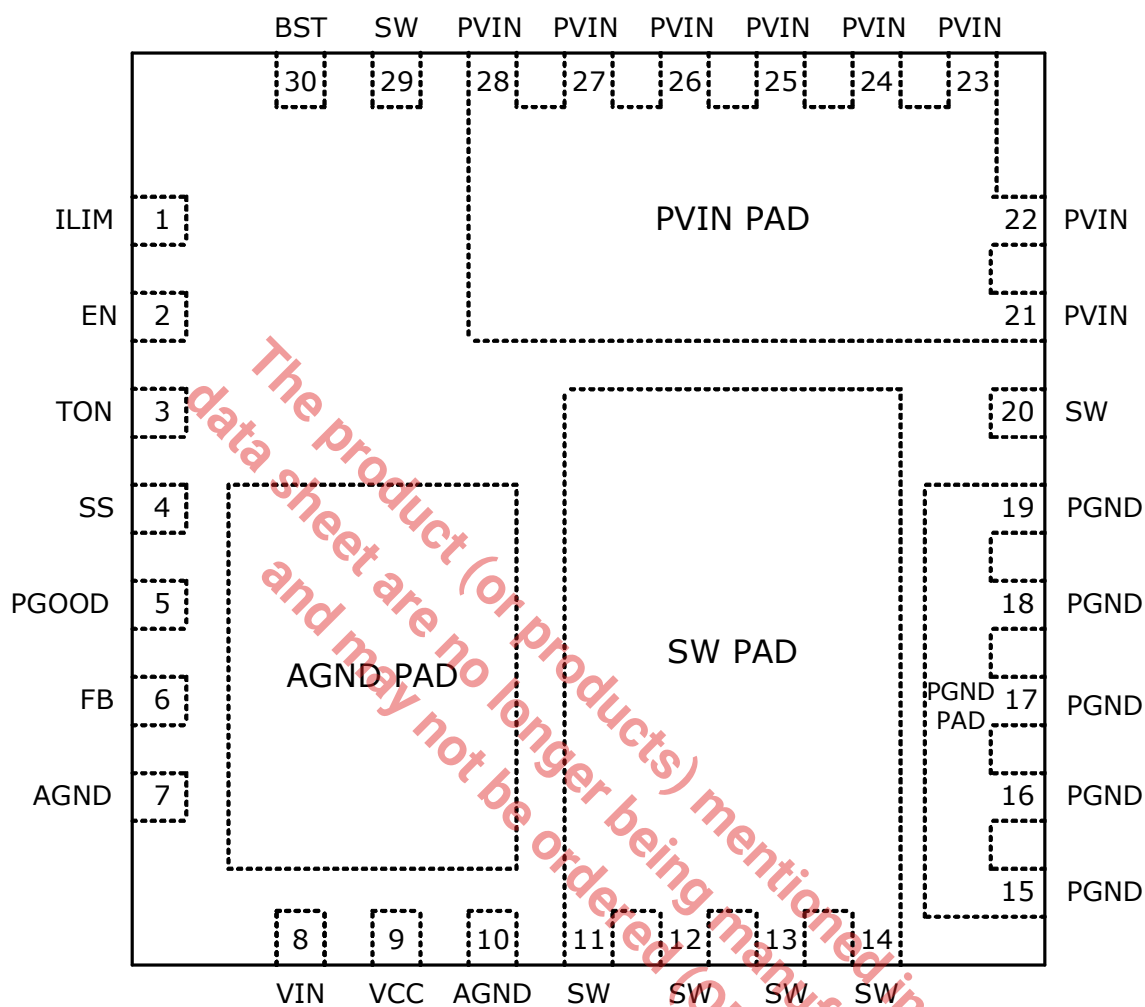 BST SW PVIN PVIN PVIN PVIN PVIN PVIN
30 29 28 27 26 25 24 23
ILIM 1
PVIN PAD
22 PVIN
EN 2
21 PVIN
TON 3
20 SW
SS 4
19 PGND
PGOOD 5
18 PGND
AGND PAD
SW PAD
PGND
PAD
FB 6
17 PGND
AGND 7
16 PGND
15 PGND
8 9 10 11 12 13 14
VIN VCC AGND SW SW SW SW
The product (or products) mentioned in
data sheet are no longer being
and may not be ordered